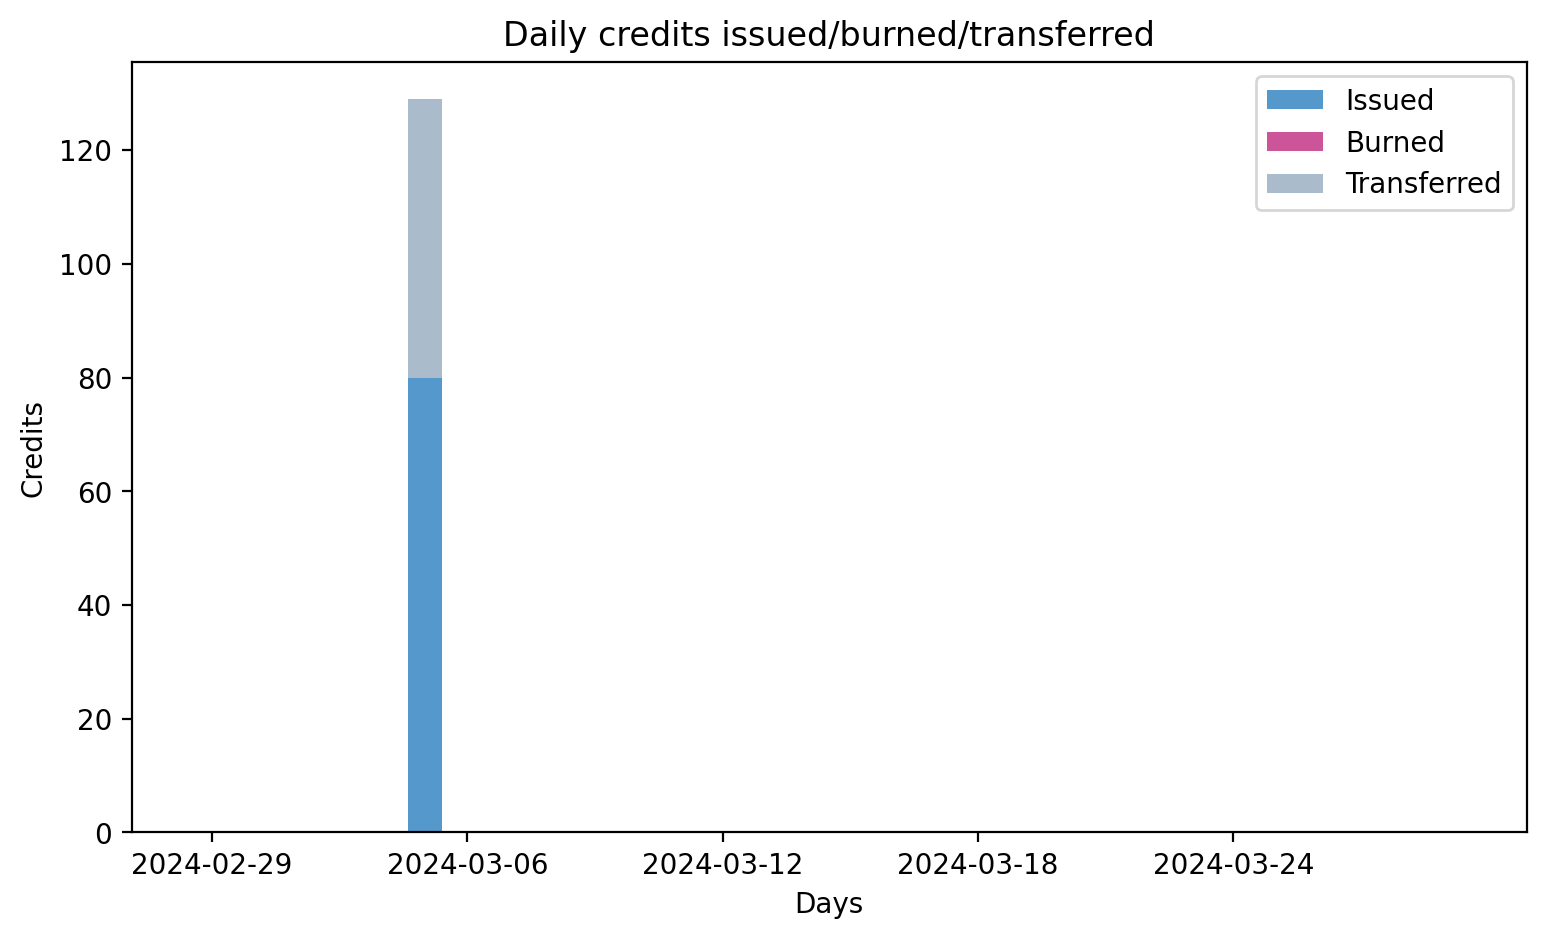 Daily credits issued/burned/transferred
Issued
Burned
Transferred
120
100
80
60
40
20
0
Credits
2024-02-29 2024-03-06 2024-03-12 2024-03-18 2024-03-24
Days